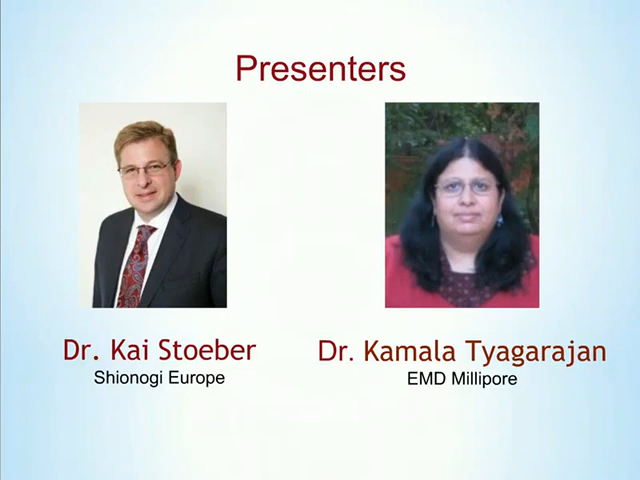 Presenters
Dr. Kai Stoeber
Shionogi Europe
Dr. Kamala Tyagarajan
EMD Millipore